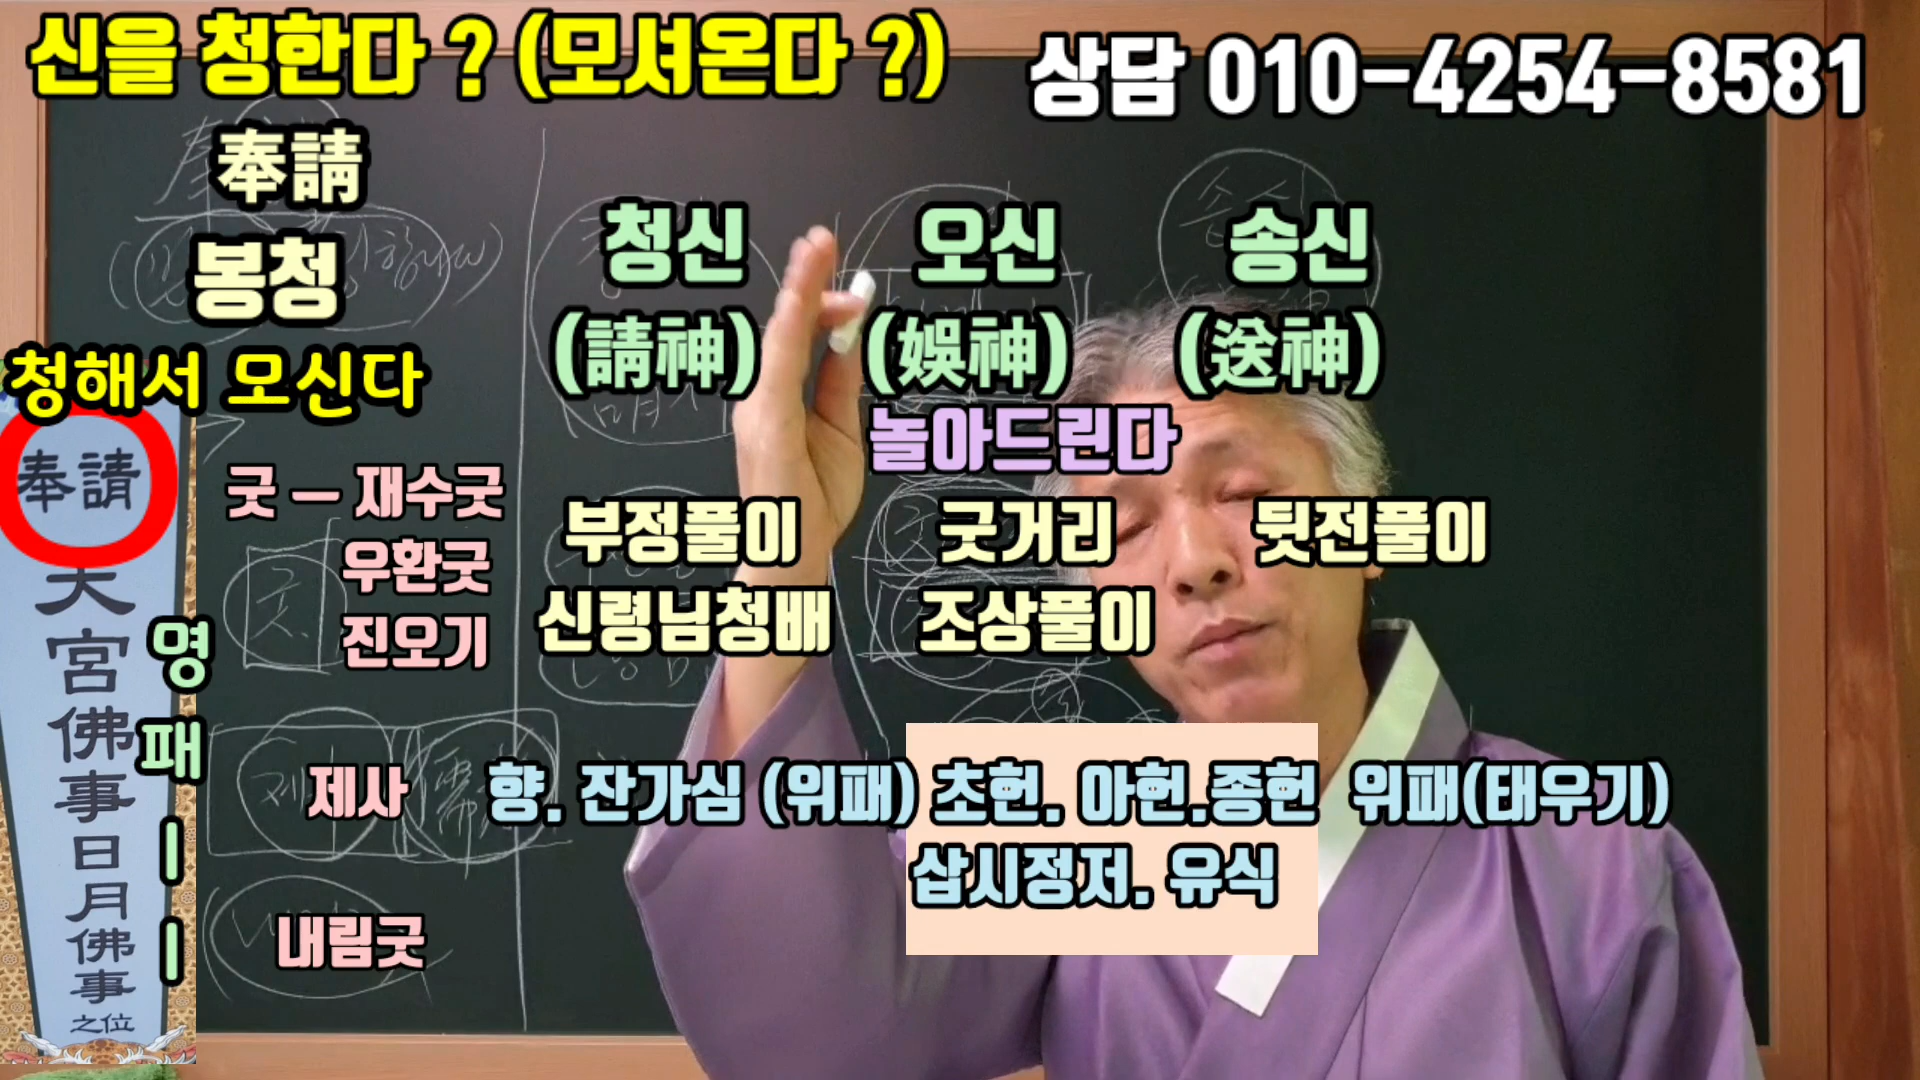 신을 청한다 ? (모셔온다 ?)
상담 010-4254-8581
奉請
봉청
청해서 오신다
청신 오신 송신
(請神) (娛神) (送神)
놀아드린다
굿 – 재수굿
우환굿
진오기
부정풀이 굿거리 뒷전풀이
신령님청배 조상풀이
奉請
天宮佛事日月佛事之位
명패ㅣㅣ
제사 향. 잔가심 (위패) 초헌. 아헌.종헌 위패(태우기)
삽시정저. 유식
내림굿